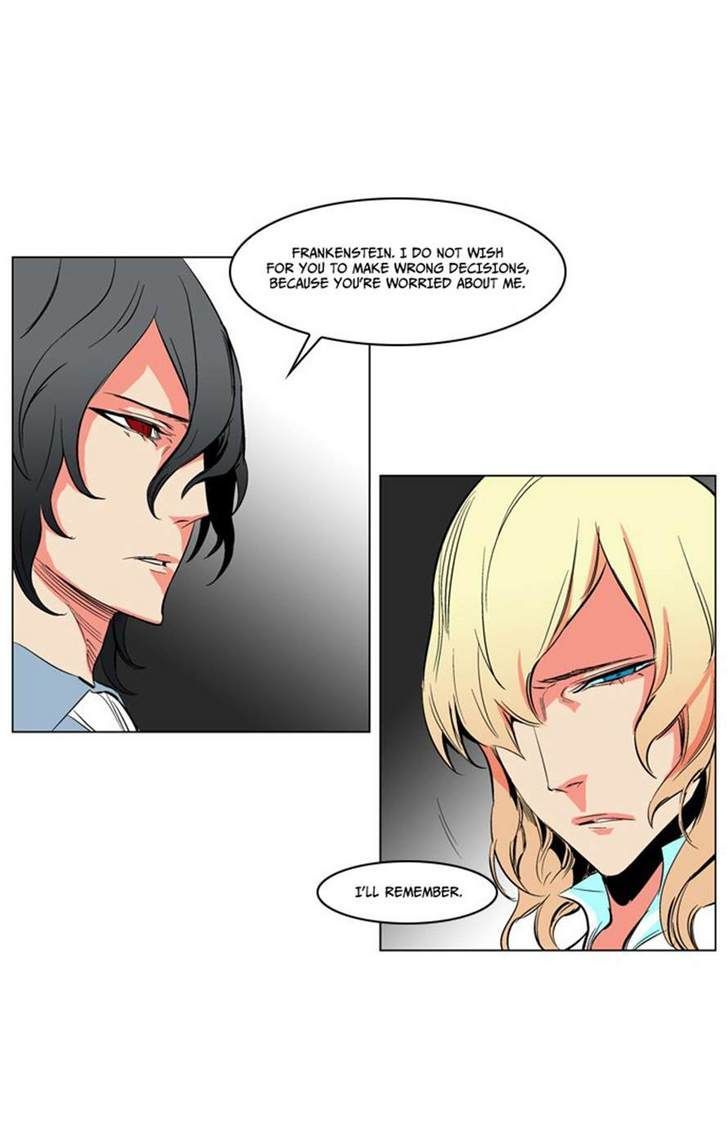 FRANKENSTEIN. I DO NOT WISH
FOR YOU TO MAKE WRONG DECISIONS,
BECAUSE YOU'RE WORRIED ABOUT ME.
I'LL REMEMBER.